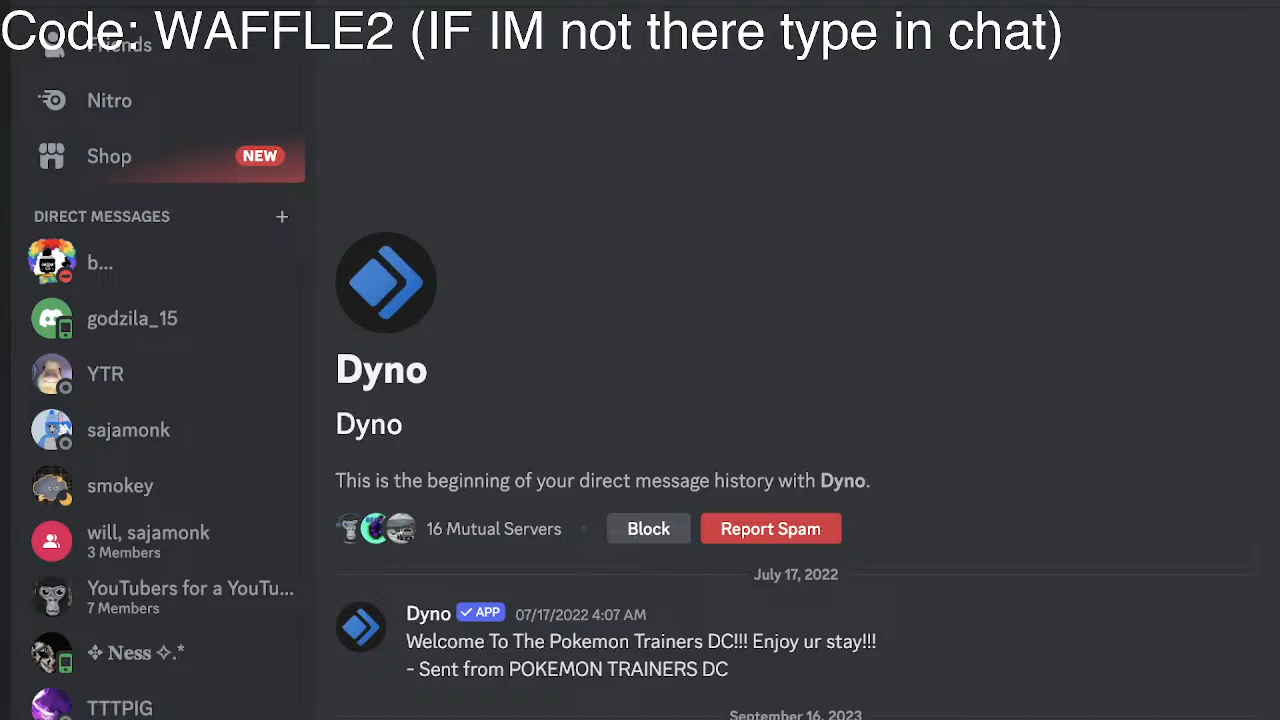 Code: WAFFLE2 (IF IM not there type in chat)
Friends
Nitro
Shop
NEW
DIRECT MESSAGES +
b...
godzila_15
YTR
sajamonk
smokey
will, sajamonk
3 Members
YouTubers for a YouTu...
7 Members
✣ Ness ✧.*
TTTPIG
Dyno
Dyno
This is the beginning of your direct message history with Dyno.
16 Mutual Servers
Block
Report Spam
July 17, 2022
Dyno ✓ APP 07/17/2022 4:07 AM
Welcome To The Pokemon Trainers DC!!! Enjoy ur stay!!!
- Sent from POKEMON TRAINERS DC
September 16, 2023